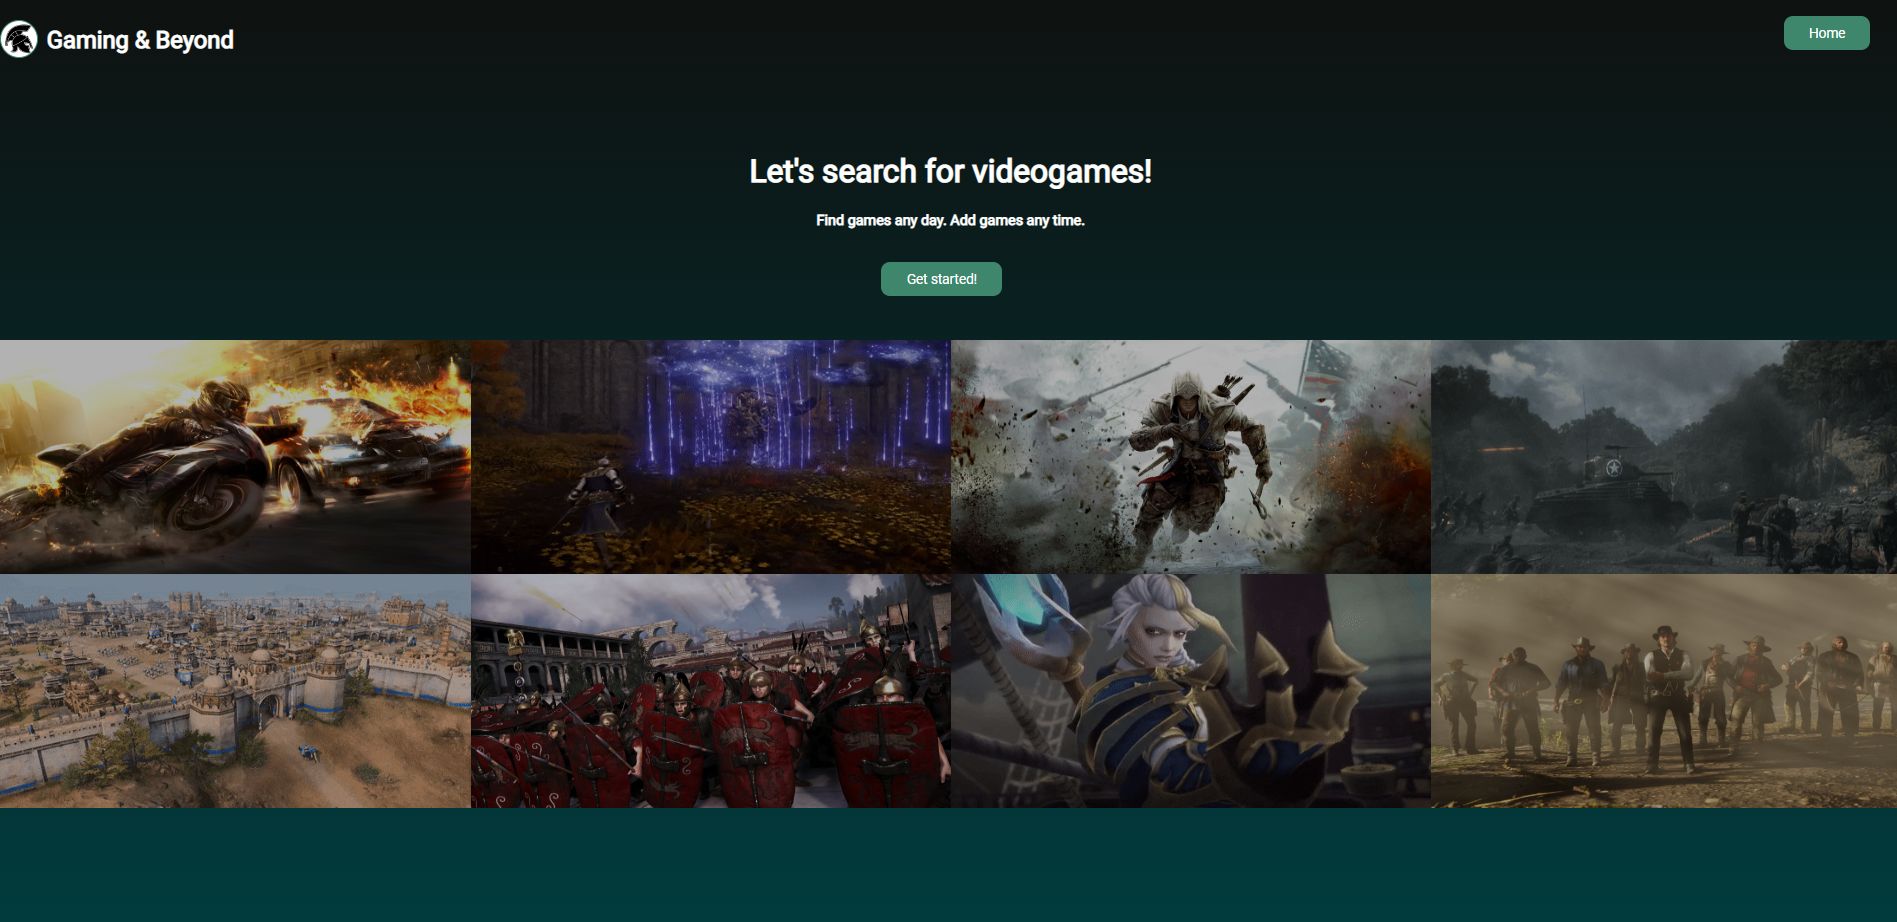 Gaming & Beyond
Home
Let's search for videogames!
Find games any day. Add games any time.
Get started!